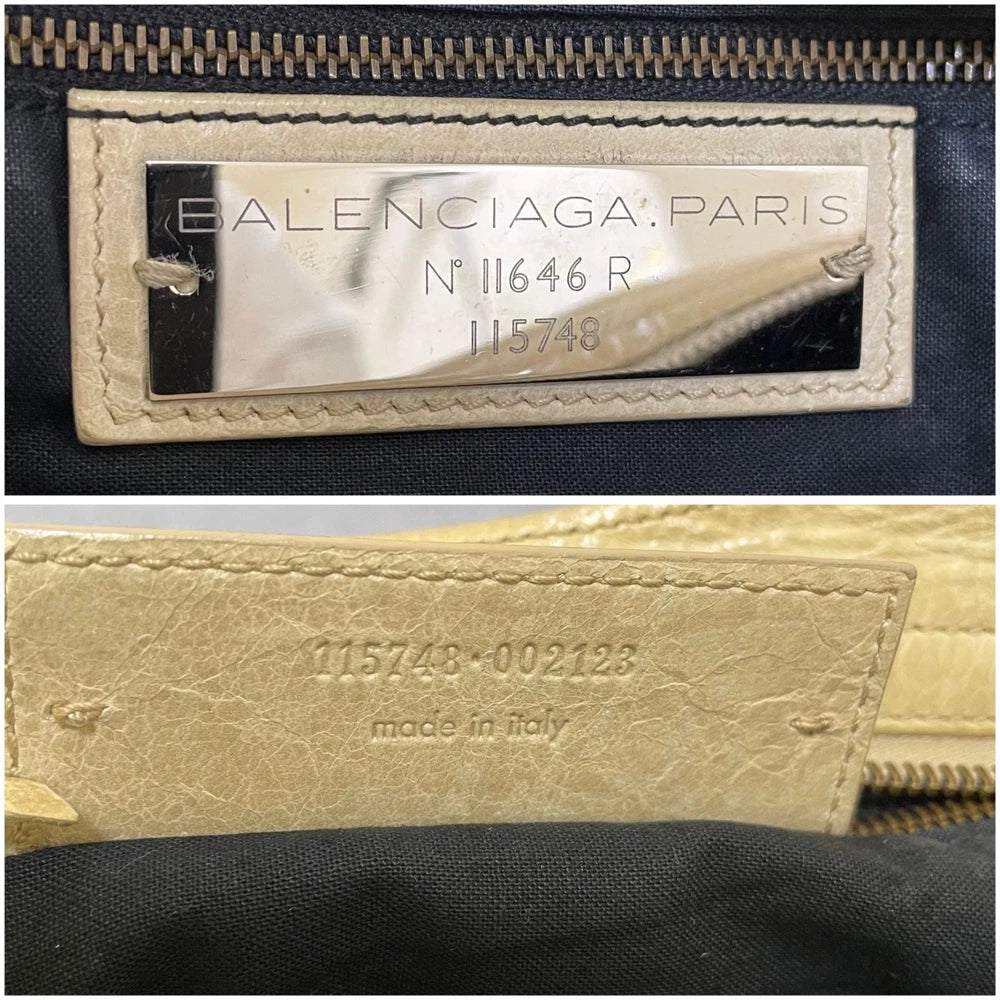 BALENCIAGA.PARIS
N° 11646 R
115748
115748·002123
made in italy